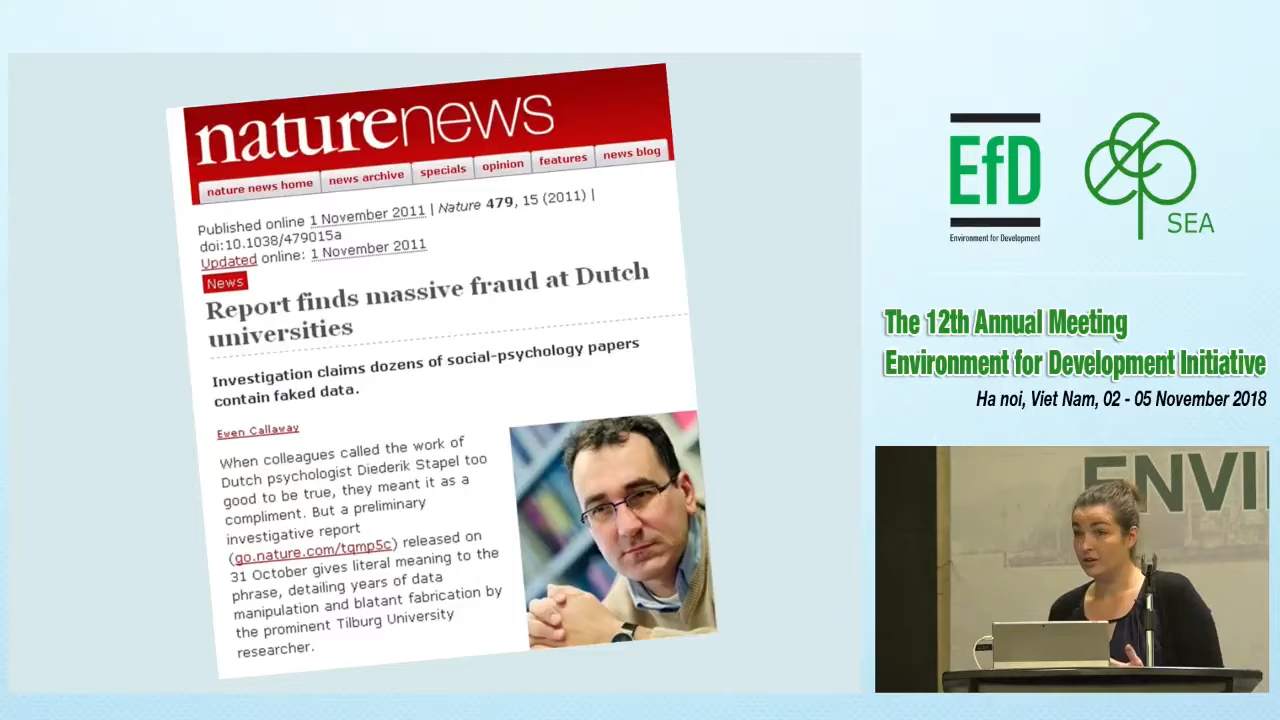 naturenews
nature news home news archive specials opinion features news blog
Published online 1 November 2011 | Nature 479, 15 (2011) |
doi:10.1038/479015a
Updated online: 1 November 2011
News
Report finds massive fraud at Dutch
universities
Investigation claims dozens of social-psychology papers
contain faked data.
Ewen Callaway
When colleagues called the work of
Dutch psychologist Diederik Stapel too
good to be true, they meant it as a
compliment. But a preliminary
investigative report
(go.nature.com/tqmp5c) released on
31 October gives literal meaning to the
phrase, detailing years of data
manipulation and blatant fabrication by
the prominent Tilburg University
researcher.
EfD
Environment for Development
SEA
The 12th Annual Meeting
Environment for Development Initiative
Ha noi, Viet Nam, 02 - 05 November 2018
ENVI